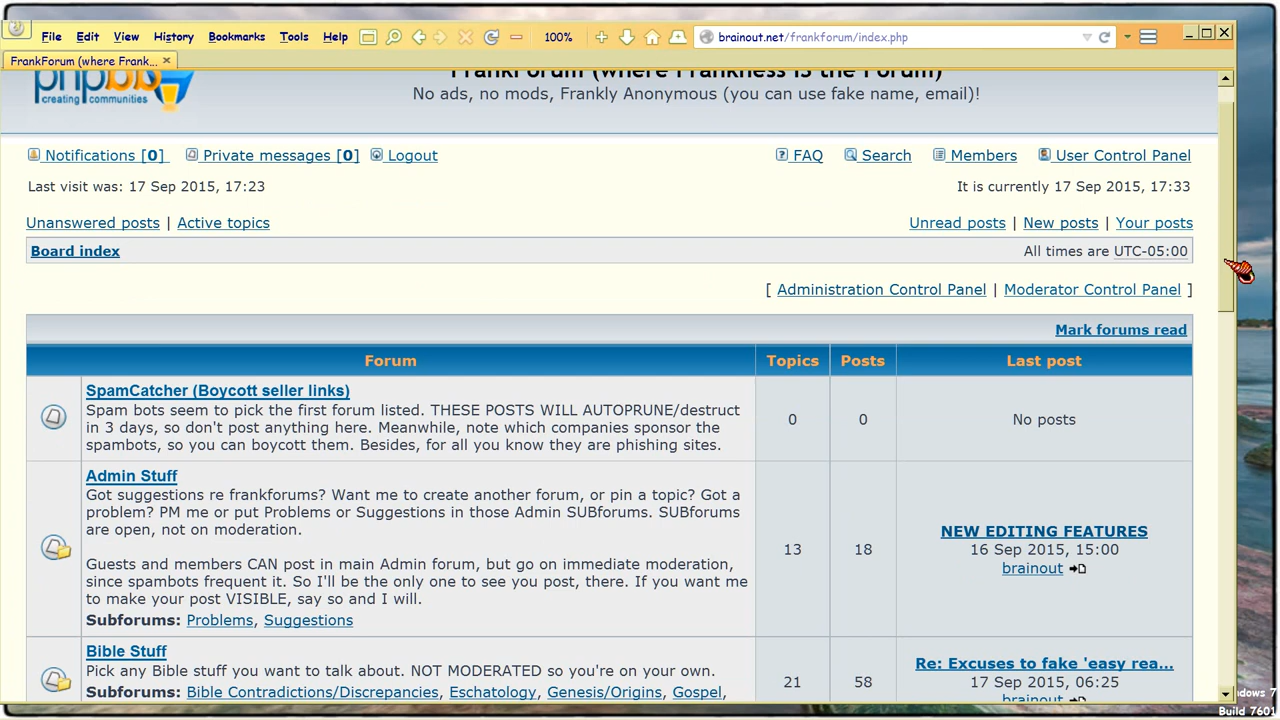 File Edit View History Bookmarks Tools Help 100% brainout.net/frankforum/index.php
FrankForum (where Frank... ×
phpBB FrankForum (where Frankness is the Forum)
creating communities No ads, no mods, Frankly Anonymous (you can use fake name, email)!
Notifications [0] Private messages [0] Logout FAQ Search Members User Control Panel
Last visit was: 17 Sep 2015, 17:23 It is currently 17 Sep 2015, 17:33
Unanswered posts | Active topics Unread posts | New posts | Your posts
Board index All times are UTC-05:00
[ Administration Control Panel | Moderator Control Panel ]
Mark forums read
Forum Topics Posts Last post
SpamCatcher (Boycott seller links)
Spam bots seem to pick the first forum listed. THESE POSTS WILL AUTOPRUNE/destruct
in 3 days, so don't post anything here. Meanwhile, note which companies sponsor the
spambots, so you can boycott them. Besides, for all you know they are phishing sites.
0 0 No posts
Admin Stuff
Got suggestions re frankforums? Want me to create another forum, or pin a topic? Got a
problem? PM me or put Problems or Suggestions in those Admin SUBforums. SUBforums
are open, not on moderation.
Guests and members CAN post in main Admin forum, but go on immediate moderation,
since spambots frequent it. So I'll be the only one to see you post, there. If you want me
to make your post VISIBLE, say so and I will.
Subforums: Problems, Suggestions
13 18
NEW EDITING FEATURES
16 Sep 2015, 15:00
brainout
Bible Stuff
Pick any Bible stuff you want to talk about. NOT MODERATED so you're on your own.
Subforums: Bible Contradictions/Discrepancies, Eschatology, Genesis/Origins, Gospel,
21 58
Re: Excuses to fake 'easy rea...
17 Sep 2015, 06:25
brainout
dows 7
Build 7601